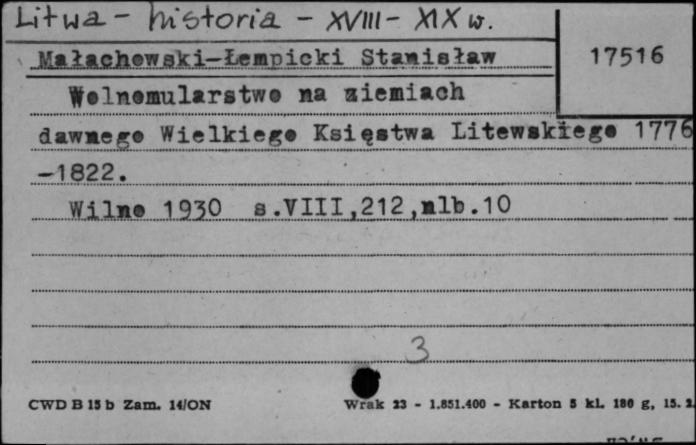 Litwa - historia - XVIII - XIX w.
17516
Małachowski-Łempicki Stanisław
Wolnomularstwo na ziemiach
dawnego Wielkiego Księstwa Litewskiego 1776
-1822.
Wilno 1930 s.VIII,212,nlb.10
3
CWD B 15 b Zam. 14/ON
Wrak 23 - 1.851.400 - Karton 5 kl. 180 g, 15.2